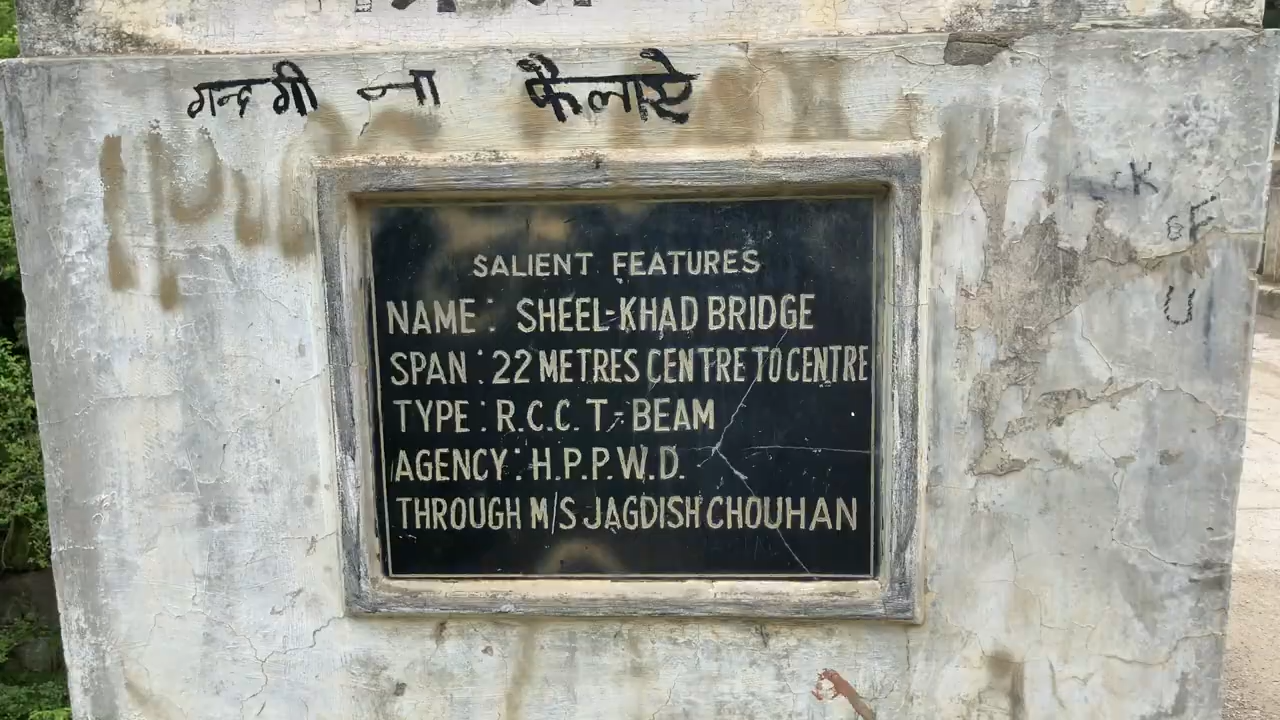 गन्दगी ना फैलाऐ
SALIENT FEATURES
NAME : SHEEL-KHAD BRIDGE
SPAN : 22 METRES CENTRE TO CENTRE
TYPE : R.C.C. T-BEAM
AGENCY : H.P.P.W.D.
THROUGH M/S JAGDISH CHOUHAN